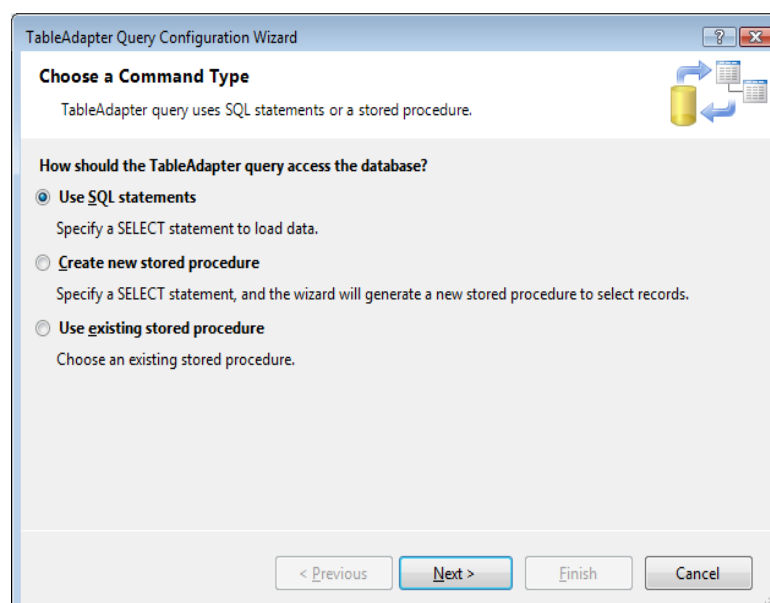 TableAdapter Query Configuration Wizard
Choose a Command Type
TableAdapter query uses SQL statements or a stored procedure.
How should the TableAdapter query access the database?
Use SQL statements
Specify a SELECT statement to load data.
Create new stored procedure
Specify a SELECT statement, and the wizard will generate a new stored procedure to select records.
Use existing stored procedure
Choose an existing stored procedure.
< Previous Next > Finish Cancel